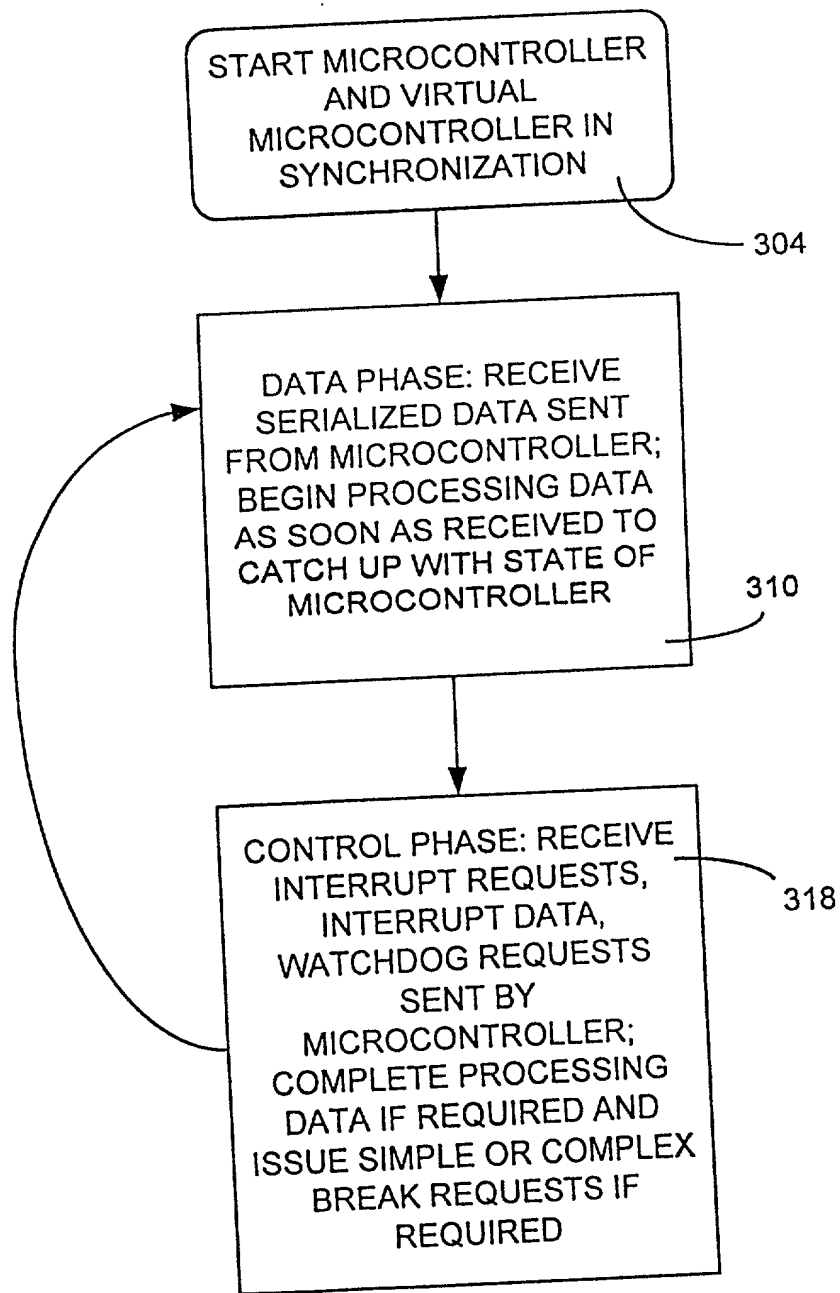 START MICROCONTROLLER
AND VIRTUAL
MICROCONTROLLER IN
SYNCHRONIZATION
304
DATA PHASE: RECEIVE
SERIALIZED DATA SENT
FROM MICROCONTROLLER;
BEGIN PROCESSING DATA
AS SOON AS RECEIVED TO
CATCH UP WITH STATE OF
MICROCONTROLLER
310
CONTROL PHASE: RECEIVE
INTERRUPT REQUESTS,
INTERRUPT DATA,
WATCHDOG REQUESTS
SENT BY
MICROCONTROLLER;
COMPLETE PROCESSING
DATA IF REQUIRED AND
ISSUE SIMPLE OR COMPLEX
BREAK REQUESTS IF
REQUIRED
318